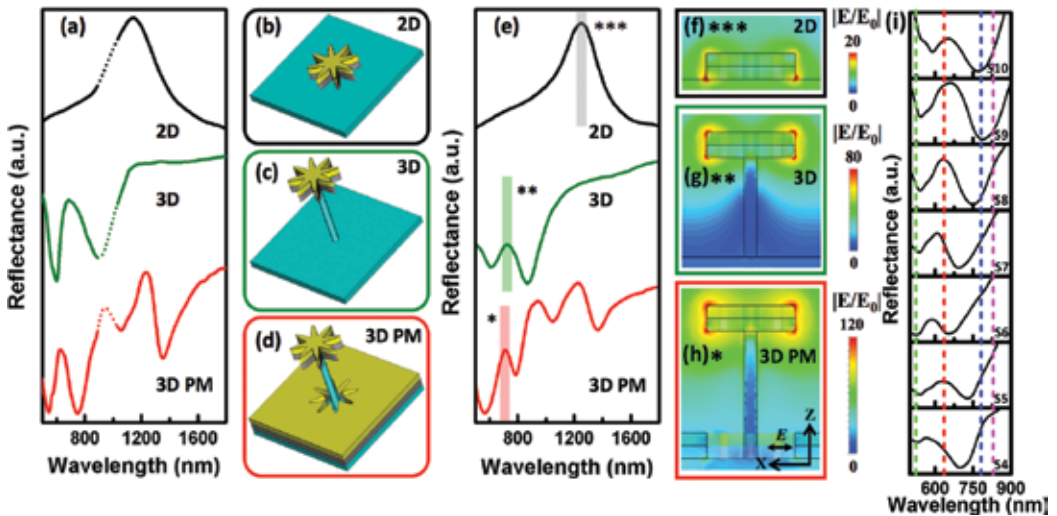 (a)
2D
3D
3D PM
Reflectance (a.u.)
800 1200 1600
Wavelength (nm)
(b) 2D
(c) 3D
(d) 3D PM
(e)
***
2D
**
3D
*
3D PM
Reflectance (a.u.)
800 1200 1600
Wavelength (nm)
(f) *** 2D
|E/E₀|
20
0
(g) ** 3D
|E/E₀|
80
0
(h) * 3D PM
|E/E₀|
120
0
Z
E
X
(i)
S10
S9
S8
S7
S6
S5
S4
Reflectance (a.u.)
600 750 900
Wavelength (nm)